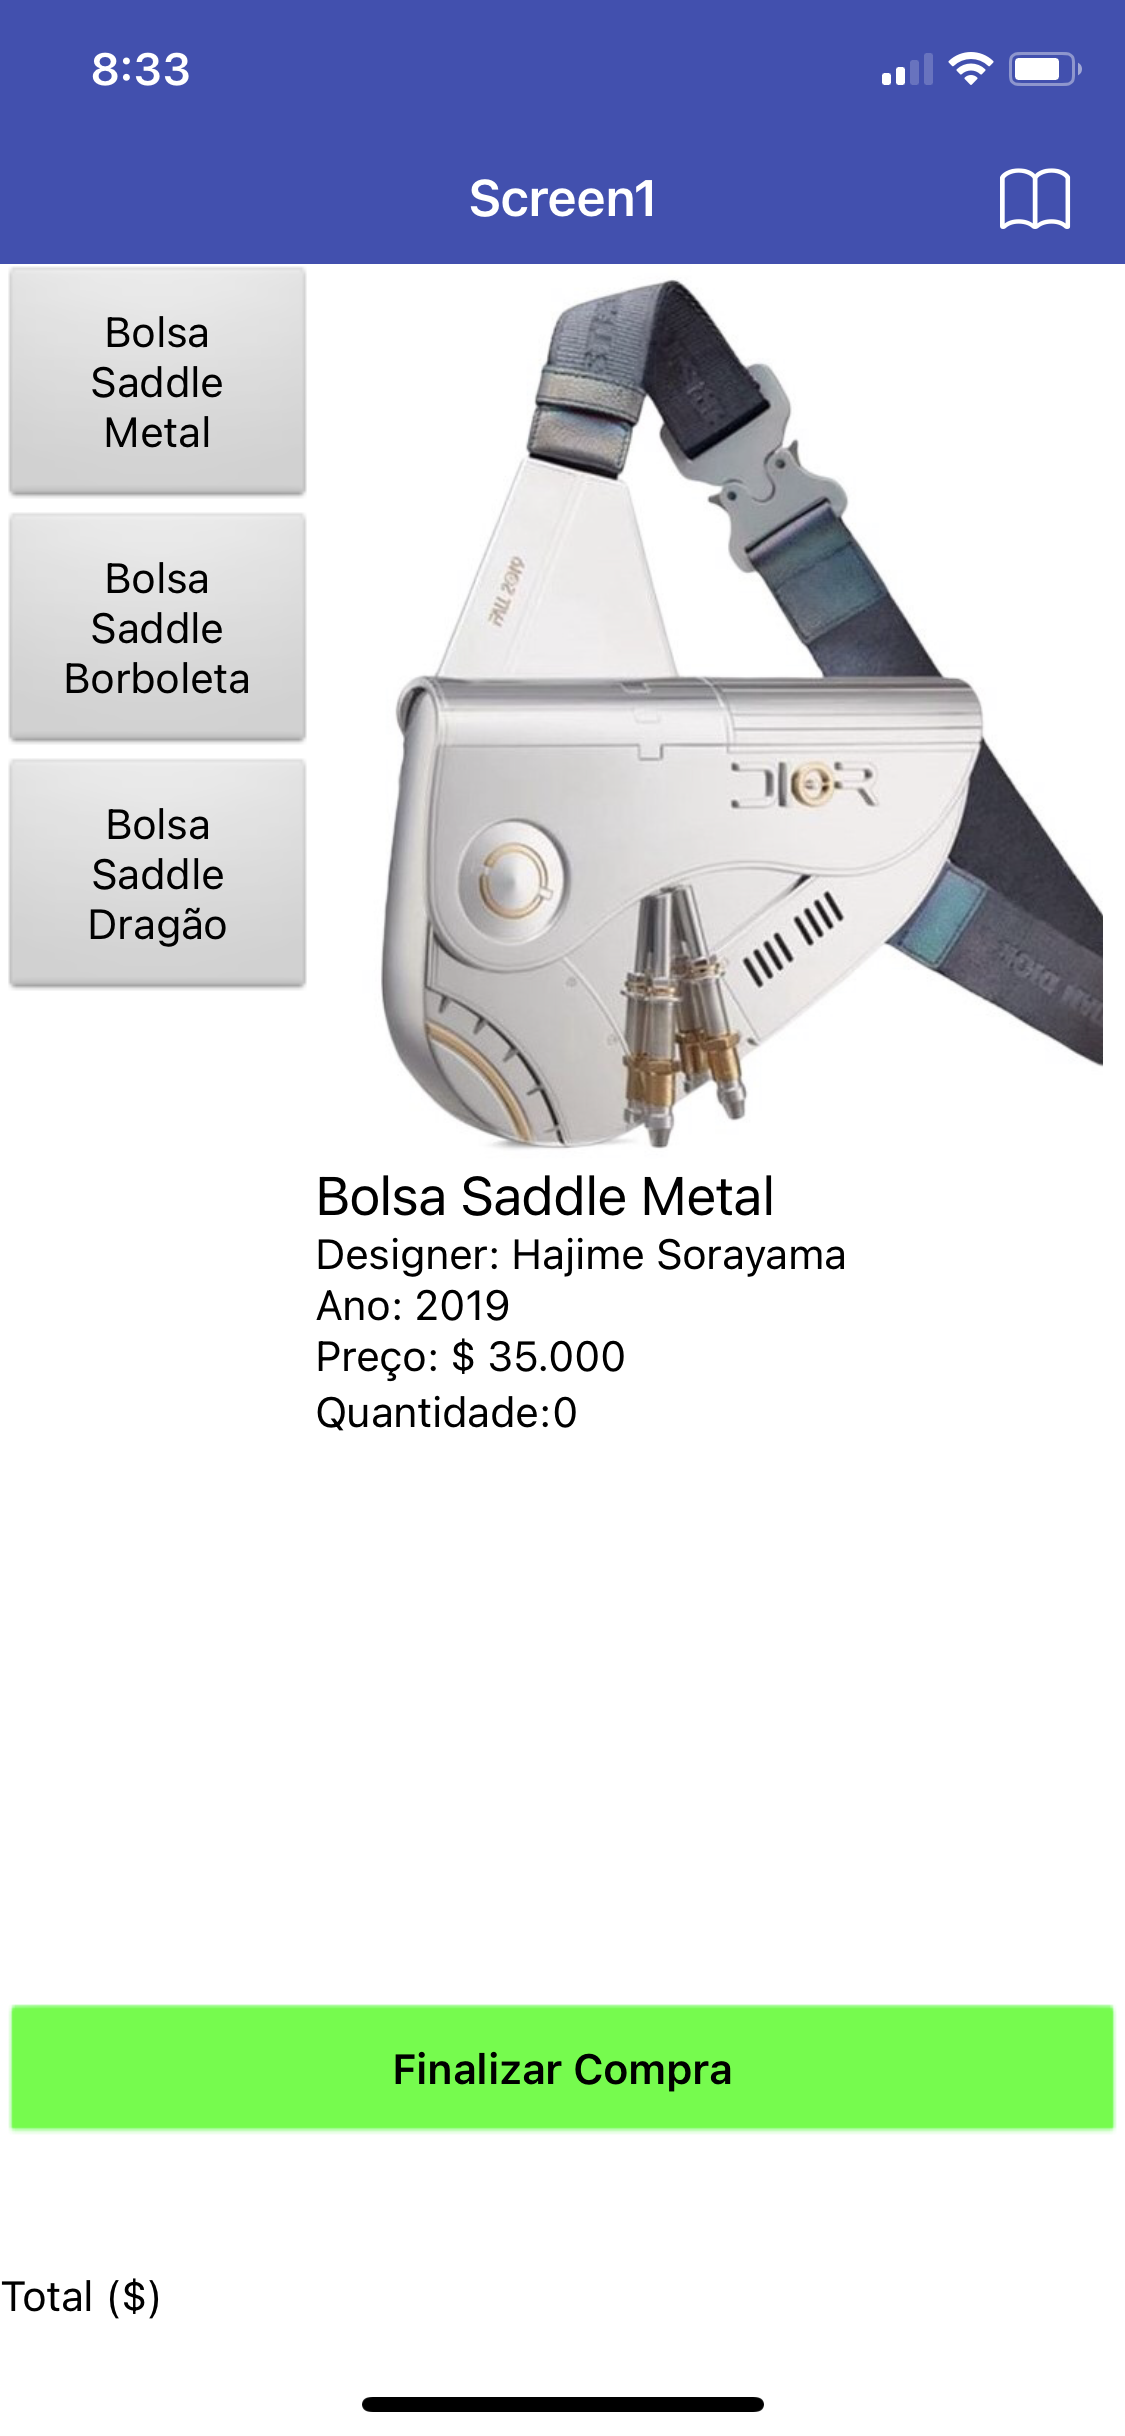 8:33
Screen1
Bolsa
Saddle
Metal
Bolsa
Saddle
Borboleta
Bolsa
Saddle
Dragão
FALL 2019
DIOR
Bolsa Saddle Metal
Designer: Hajime Sorayama
Ano: 2019
Preço: $ 35.000
Quantidade:0
Finalizar Compra
Total ($)